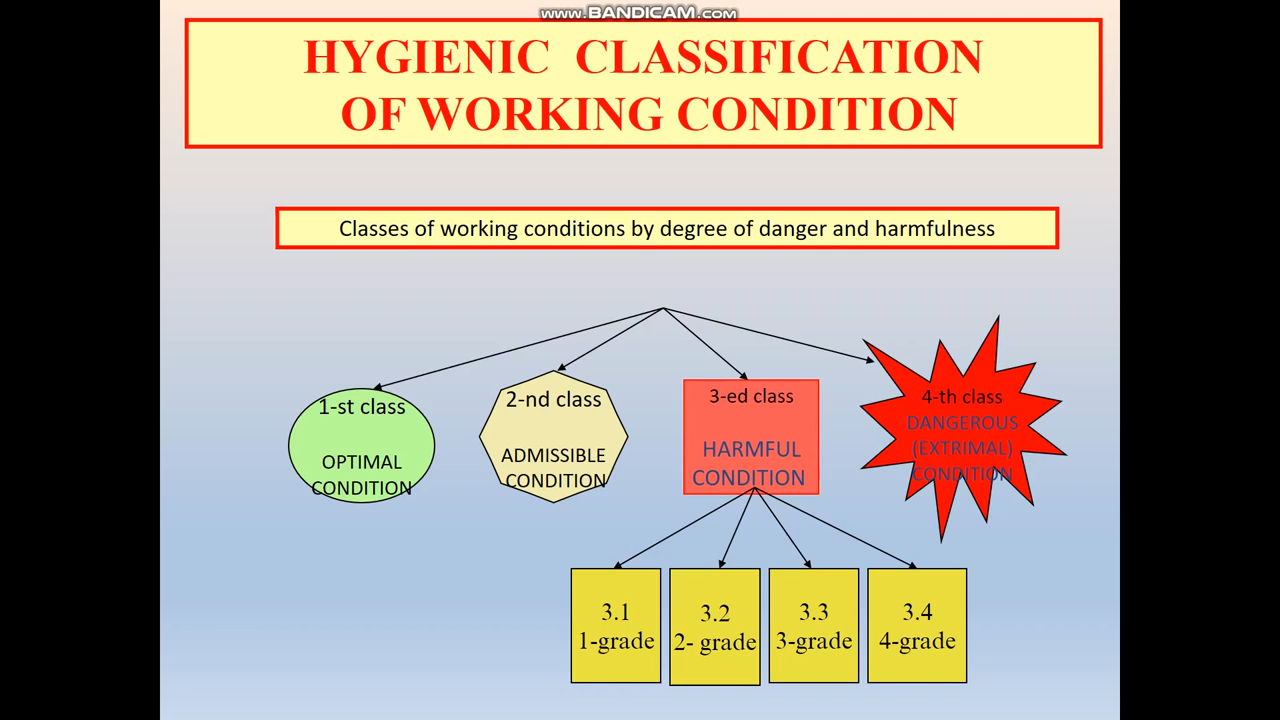 www.BANDICAM.com
HYGIENIC CLASSIFICATION
OF WORKING CONDITION
Classes of working conditions by degree of danger and harmfulness
1-st class
OPTIMAL
CONDITION
2-nd class
ADMISSIBLE
CONDITION
3-ed class
HARMFUL
CONDITION
4-th class
DANGEROUS
(EXTRIMAL)
CONDITION
3.1
1-grade
3.2
2- grade
3.3
3-grade
3.4
4-grade